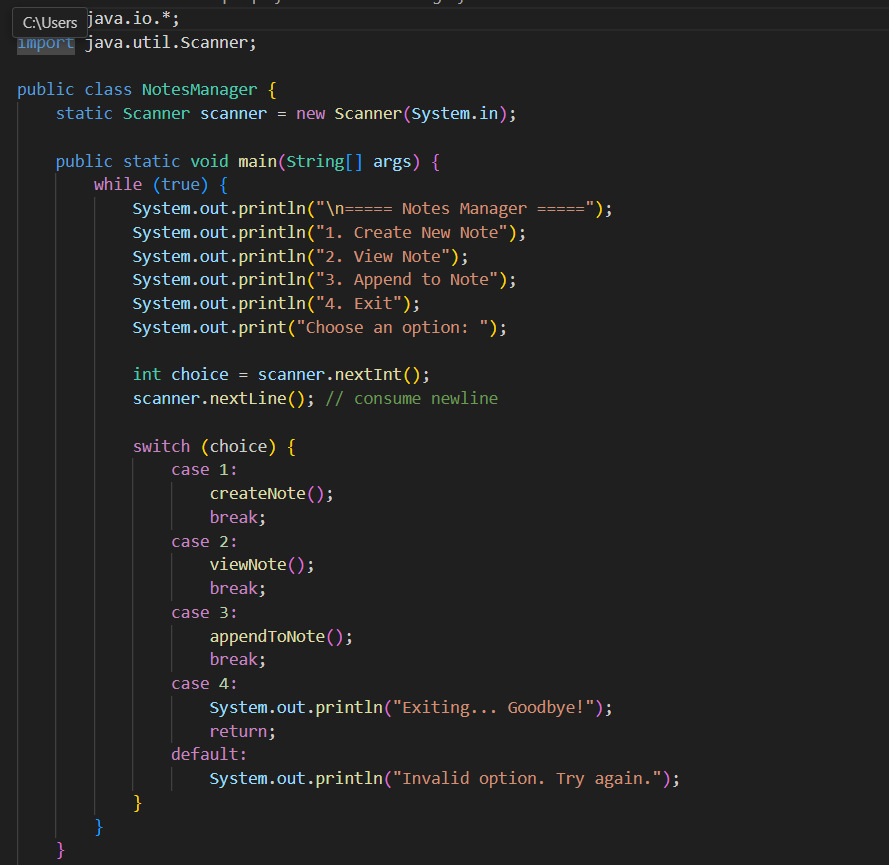 C:\Users
java.io.*;
import java.util.Scanner;
public class NotesManager {
static Scanner scanner = new Scanner(System.in);
public static void main(String[] args) {
while (true) {
System.out.println("\n===== Notes Manager =====");
System.out.println("1. Create New Note");
System.out.println("2. View Note");
System.out.println("3. Append to Note");
System.out.println("4. Exit");
System.out.print("Choose an option: ");
int choice = scanner.nextInt();
scanner.nextLine(); // consume newline
switch (choice) {
case 1:
createNote();
break;
case 2:
viewNote();
break;
case 3:
appendToNote();
break;
case 4:
System.out.println("Exiting... Goodbye!");
return;
default:
System.out.println("Invalid option. Try again.");
}
}
}